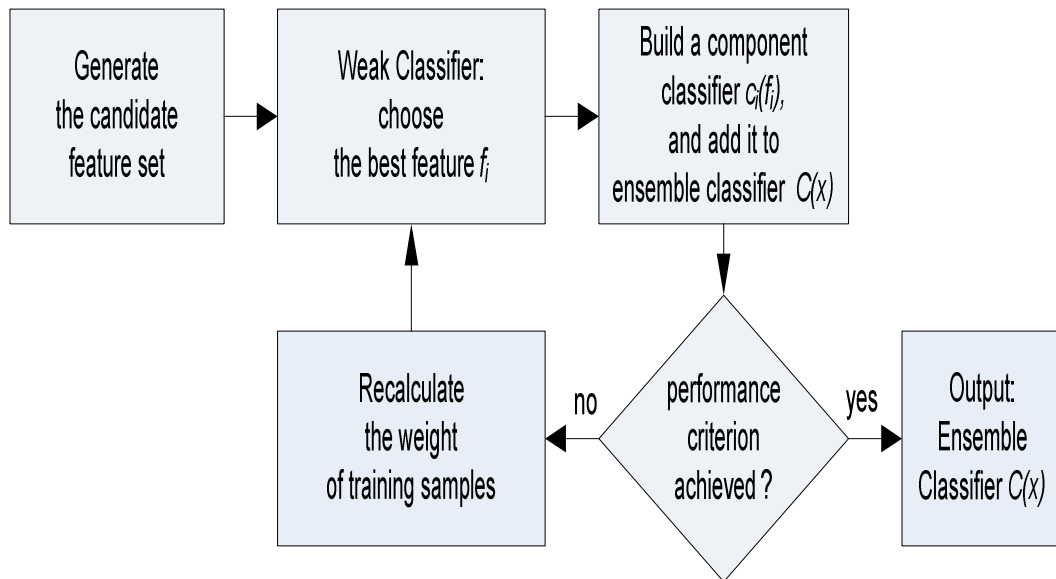 Generate
the candidate
feature set
Weak Classifier:
choose
the best feature fi
Build a component
classifier ci(fi),
and add it to
ensemble classifier C(x)
performance
criterion
achieved ?
no
yes
Recalculate
the weight
of training samples
Output:
Ensemble
Classifier C(x)